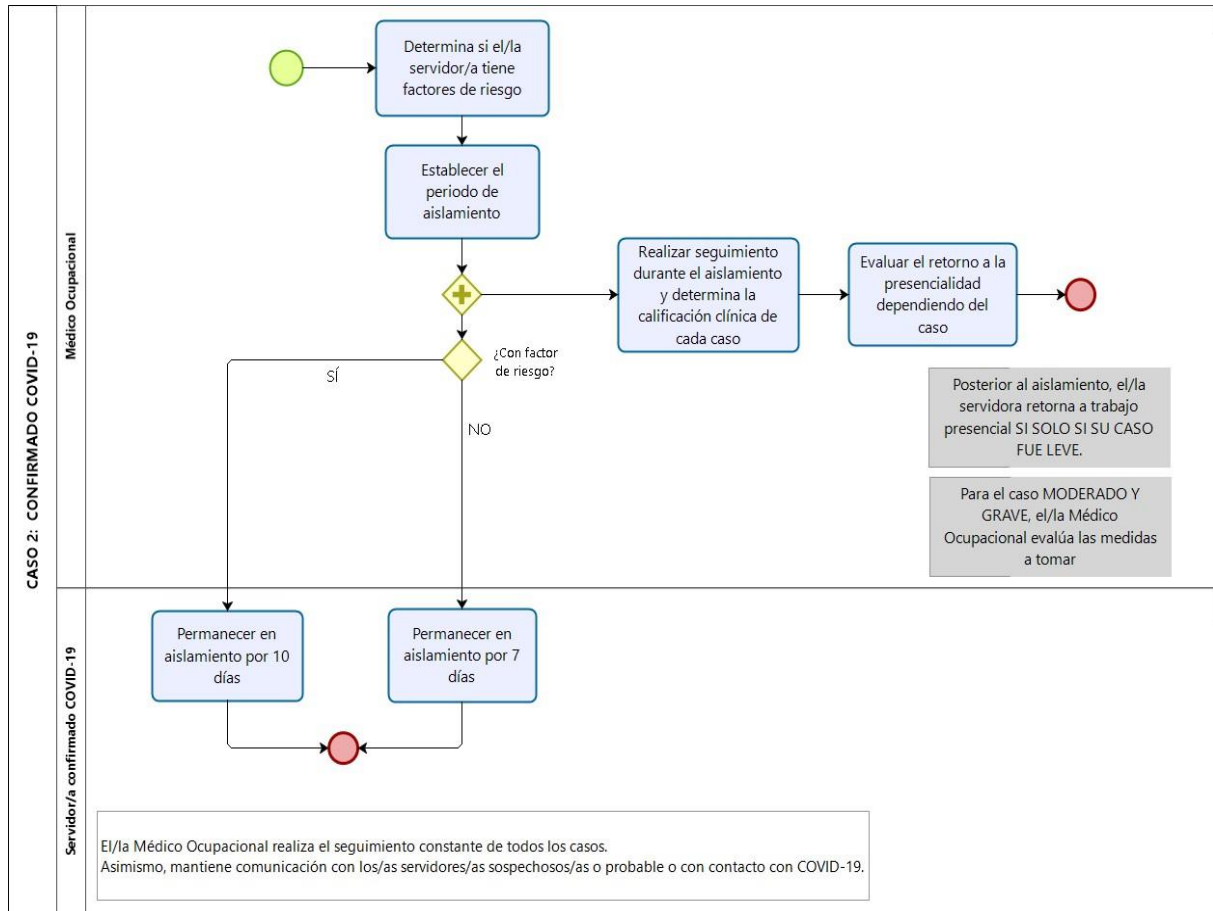 CASO 2:  CONFIRMADO COVID-19
Médico Ocupacional
Determina si el/la
servidor/a tiene
factores de riesgo
Establecer el
periodo de
aislamiento
Realizar seguimiento
durante el aislamiento
y determina la
calificación clínica de
cada caso
Evaluar el retorno a la
presencialidad
dependiendo del
caso
¿Con factor
de riesgo?
SÍ
NO
Posterior al aislamiento, el/la
servidora retorna a trabajo
presencial SI SOLO SI SU CASO
FUE LEVE.
Para el caso MODERADO Y
GRAVE, el/la Médico
Ocupacional evalúa las medidas
a tomar
Servidor/a confirmado COVID-19
Permanecer en
aislamiento por 10
días
Permanecer en
aislamiento por 7
días
El/la Médico Ocupacional realiza el seguimiento constante de todos los casos.
Asimismo, mantiene comunicación con los/as servidores/as sospechosos/as o probable o con contacto con COVID-19.